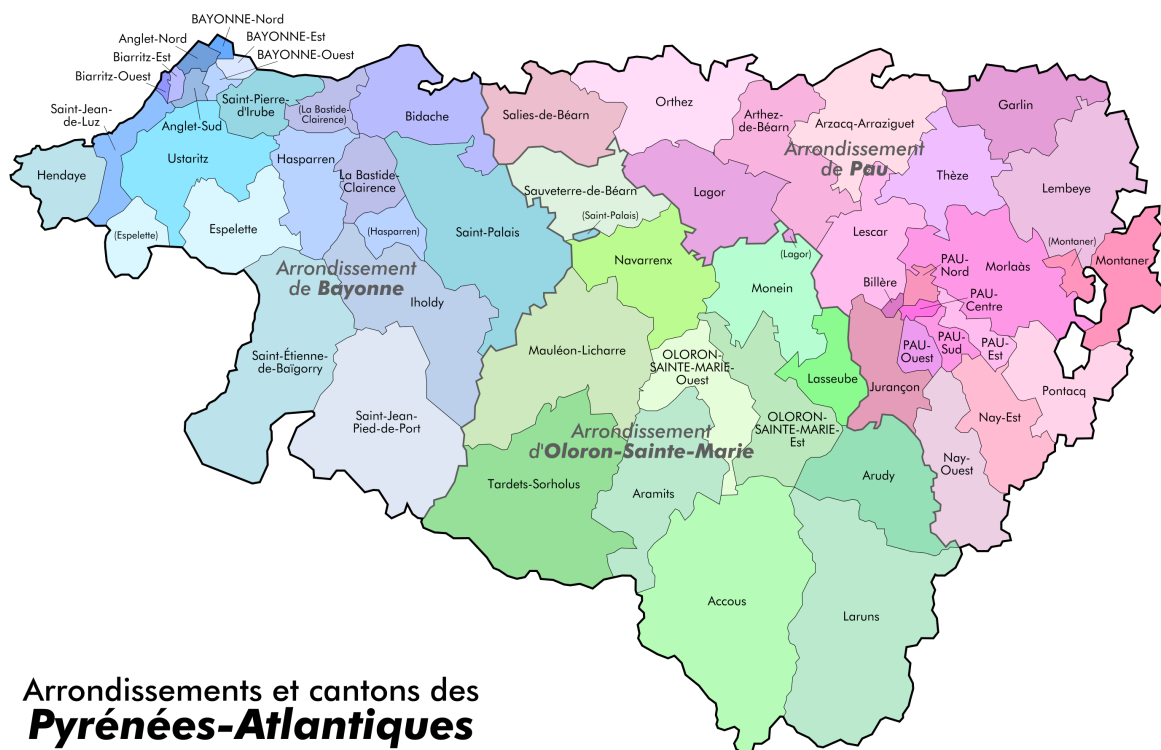 BAYONNE-Nord
Anglet-Nord
BAYONNE-Est
Biarritz-Est
BAYONNE-Ouest
Biarritz-Ouest
Saint-Jean-
de-Luz
Anglet-Sud
Saint-Pierre-
d'Irube
(La Bastide-
Clairence)
Bidache
Salies-de-Béarn
Orthez
Arthez-
de-Béarn
Arzacq-Arraziguet
Garlin
Hendaye
Ustaritz
Hasparren
La Bastide-
Clairence
Sauveterre-de-Béarn
(Saint-Palais)
Lagor
Arrondissement
de Pau
Thèze
Lembeye
(Espelette)
Espelette
(Hasparren)
Saint-Palais
Navarrenx
(Lagor)
Lescar
(Montaner)
Montaner
Arrondissement
de Bayonne
Iholdy
Monein
Billère
PAU-
Nord
Morlaàs
PAU-
Centre
Saint-Étienne-
de-Baïgorry
Mauléon-Licharre
OLORON-
SAINTE-MARIE-
Ouest
Lasseube
Jurançon
PAU-
Ouest
PAU-
Sud
PAU-
Est
Pontacq
Saint-Jean-
Pied-de-Port
OLORON-
SAINTE-MARIE-
Est
Nay-Est
Arrondissement
d'Oloron-Sainte-Marie
Nay-
Ouest
Tardets-Sorholus
Aramits
Arudy
Accous
Laruns
Arrondissements et cantons des
Pyrénées-Atlantiques